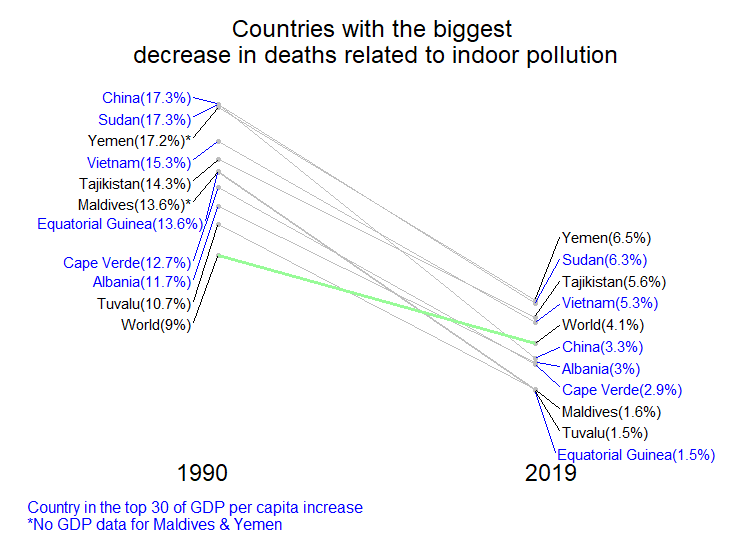 Countries with the biggest
decrease in deaths related to indoor pollution
China(17.3%)
Sudan(17.3%)
Yemen(17.2%)*
Vietnam(15.3%)
Tajikistan(14.3%)
Maldives(13.6%)*
Equatorial Guinea(13.6%)
Cape Verde(12.7%)
Albania(11.7%)
Tuvalu(10.7%)
World(9%)
Yemen(6.5%)
Sudan(6.3%)
Tajikistan(5.6%)
Vietnam(5.3%)
World(4.1%)
China(3.3%)
Albania(3%)
Cape Verde(2.9%)
Maldives(1.6%)
Tuvalu(1.5%)
Equatorial Guinea(1.5%)
1990
2019
Country in the top 30 of GDP per capita increase
*No GDP data for Maldives & Yemen